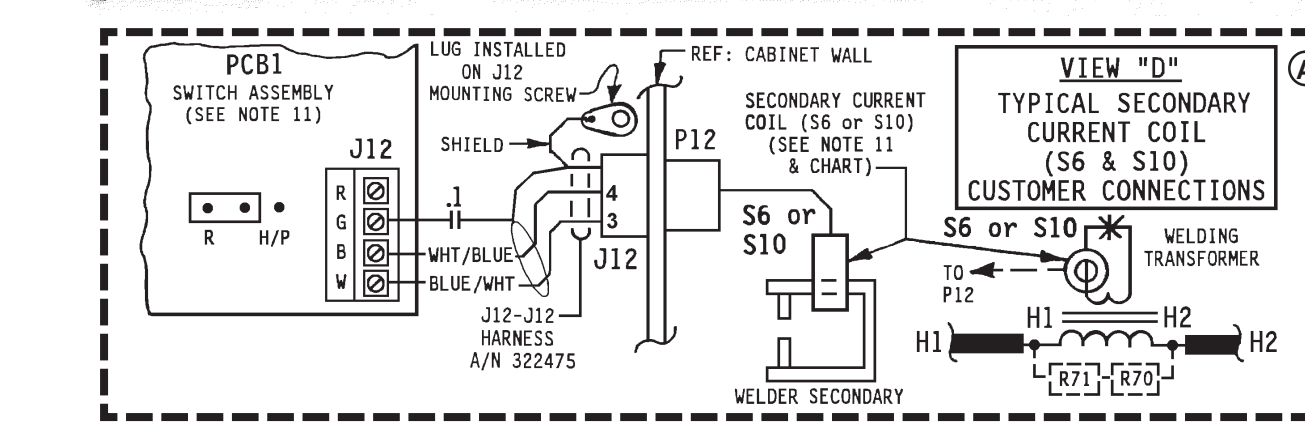 PCB1
SWITCH ASSEMBLY
(SEE NOTE 11)
R
H/P
J12
R
G
B
W
.1
WHT/BLUE
BLUE/WHT
LUG INSTALLED
ON J12
MOUNTING SCREW
SHIELD
4
3
J12
J12-J12
HARNESS
A/N 322475
REF: CABINET WALL
P12
SECONDARY CURRENT
COIL (S6 or S10)
(SEE NOTE 11
& CHART)
S6 or
S10
WELDER SECONDARY
VIEW "D"
TYPICAL SECONDARY
CURRENT COIL
(S6 & S10)
CUSTOMER CONNECTIONS
S6 or S10
WELDING
TRANSFORMER
TO
P12
H1
H2
H1
H2
R71
R70